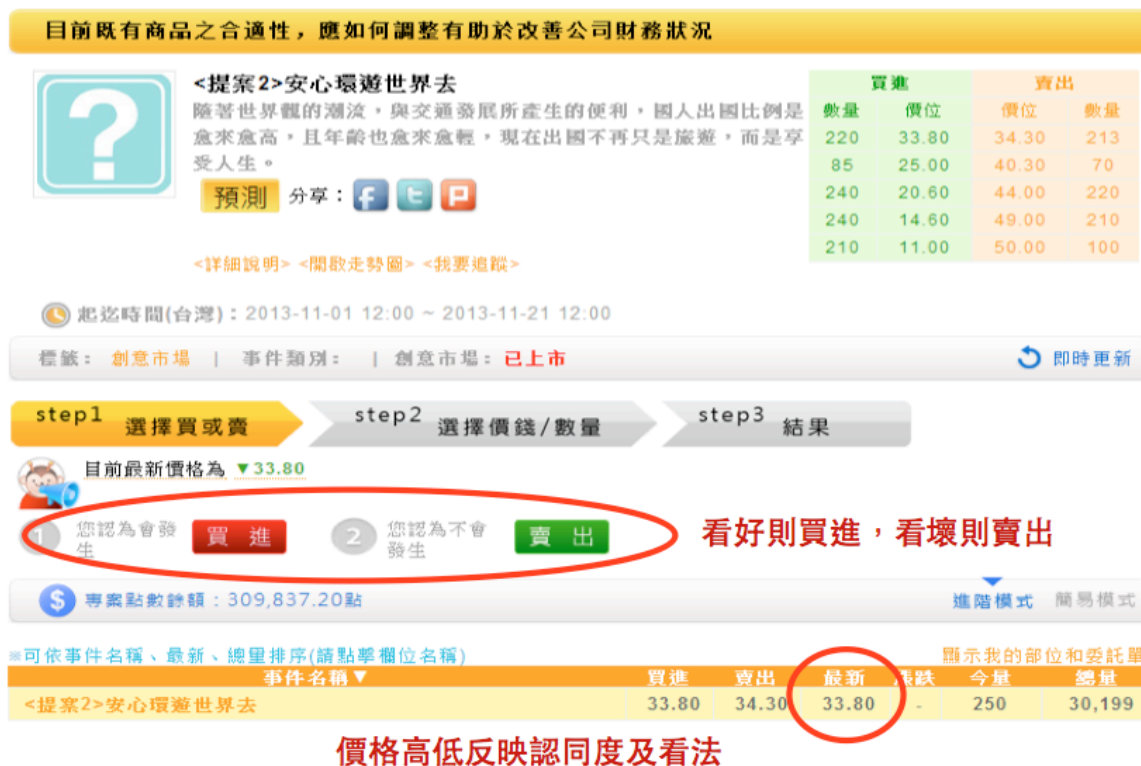 目前既有商品之合適性，應如何調整有助於改善公司財務狀況
<提案2>安心環遊世界去
隨著世界觀的潮流，與交通發展所產生的便利，國人出國比例是
愈來愈高，且年齡也愈來愈輕，現在出國不再只是旅遊，而是享
受人生。
預測 分享：
<詳細說明> <開啟走勢圖> <我要追蹤>
買進 賣出
數量 價位 價位 數量
220 33.80 34.30 213
85 25.00 40.30 70
240 20.60 44.00 220
240 14.60 49.00 210
210 11.00 50.00 100
起迄時間(台灣)：2013-11-01 12:00 ~ 2013-11-21 12:00
標籤： 創意市場 | 事件類別： | 創意市場：已上市
即時更新
step1 選擇買或賣 step2 選擇價錢/數量 step3 結果
目前最新價格為 ▼33.80
1 您認為會發生 買進 2 您認為不會發生 賣出
看好則買進，看壞則賣出
$ 專案點數餘額：309,837.20點
進階模式 簡易模式
※可依事件名稱、最新、總量排序(請點擊欄位名稱)
顯示我的部位和委託單
事件名稱▼ 買進 賣出 最新 漲跌 今量 總量
<提案2>安心環遊世界去 33.80 34.30 33.80 - 250 30,199
價格高低反映認同度及看法